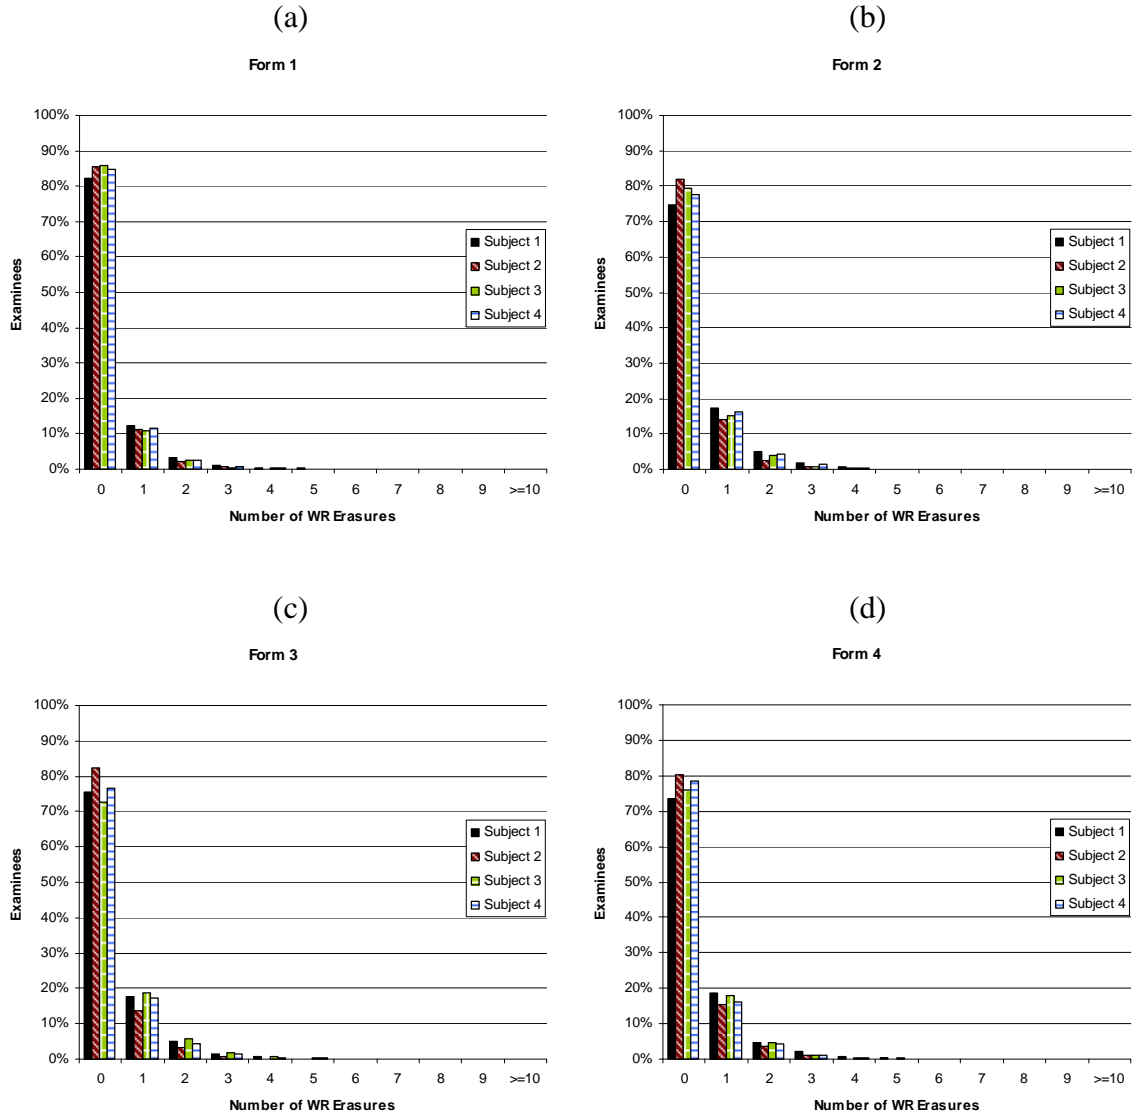 (a)
Form 1
100%
90%
80%
70%
60%
50%
40%
30%
20%
10%
0%
Examinees
0 1 2 3 4 5 6 7 8 9 >=10
Number of WR Erasures
Subject 1
Subject 2
Subject 3
Subject 4
(b)
Form 2
100%
90%
80%
70%
60%
50%
40%
30%
20%
10%
0%
Examinees
0 1 2 3 4 5 6 7 8 9 >=10
Number of WR Erasures
Subject 1
Subject 2
Subject 3
Subject 4
(c)
Form 3
100%
90%
80%
70%
60%
50%
40%
30%
20%
10%
0%
Examinees
0 1 2 3 4 5 6 7 8 9 >=10
Number of WR Erasures
Subject 1
Subject 2
Subject 3
Subject 4
(d)
Form 4
100%
90%
80%
70%
60%
50%
40%
30%
20%
10%
0%
Examinees
0 1 2 3 4 5 6 7 8 9 >=10
Number of WR Erasures
Subject 1
Subject 2
Subject 3
Subject 4